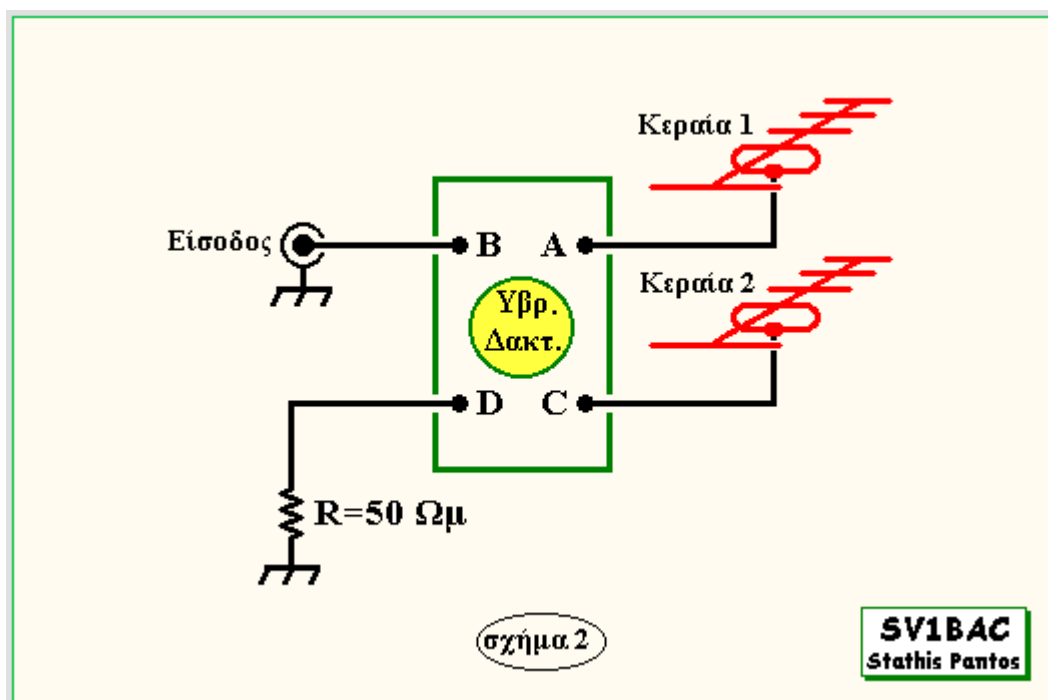 Κεραία 1
Είσοδος
B A
Κεραία 2
Υβρ.
Δακτ.
D C
R=50 Ωμ
σχήμα 2
SV1BAC
Stathis Pantos